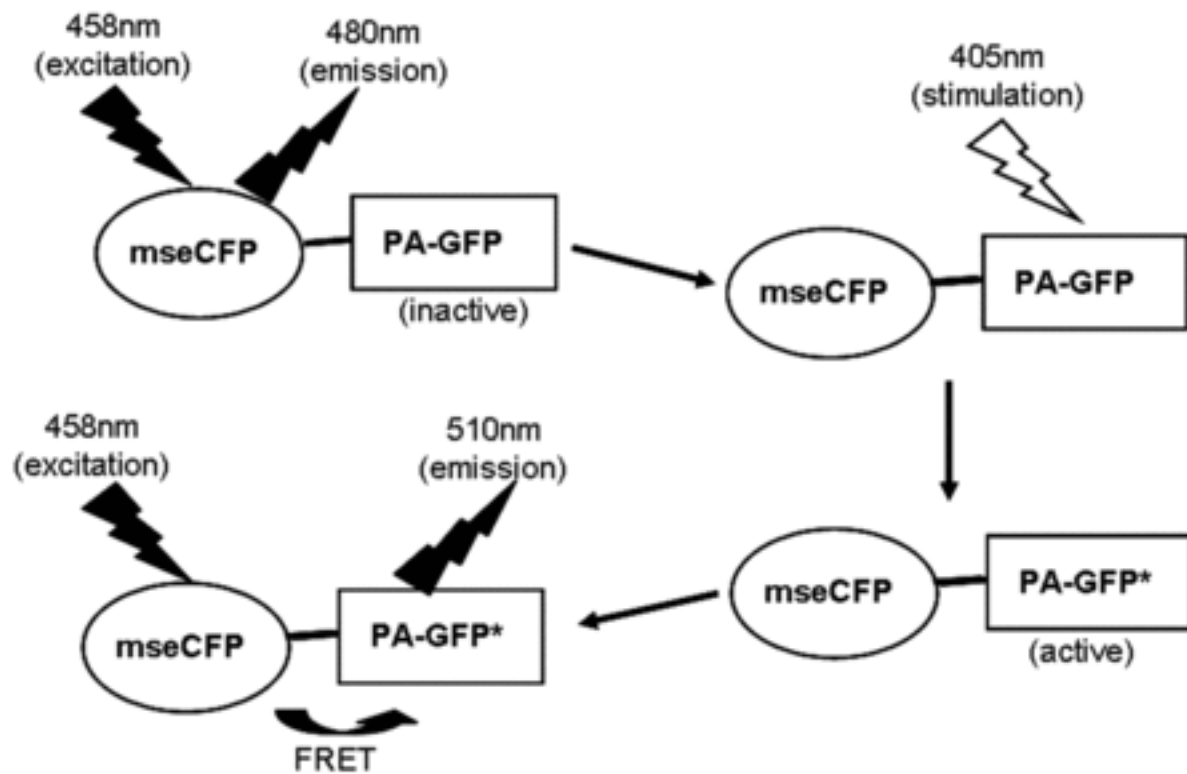 458nm
(excitation)
480nm
(emission)
mseCFP
PA-GFP
(inactive)
405nm
(stimulation)
mseCFP
PA-GFP
mseCFP
PA-GFP*
(active)
458nm
(excitation)
510nm
(emission)
mseCFP
PA-GFP*
FRET